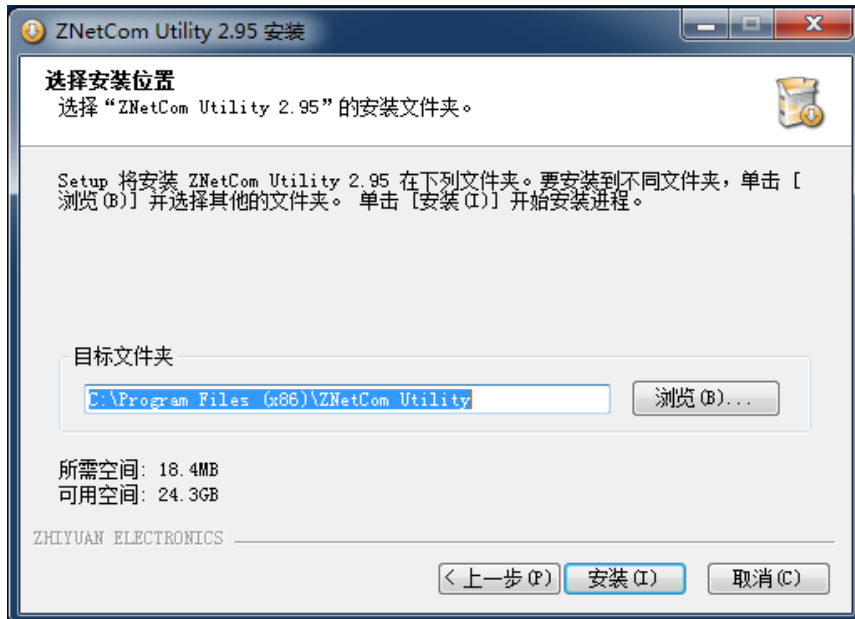 ZNetCom Utility 2.95 安装
选择安装位置
选择“ZNetCom Utility 2.95”的安装文件夹。
Setup 将安装 ZNetCom Utility 2.95 在下列文件夹。要安装到不同文件夹，单击 [
浏览(B)] 并选择其他的文件夹。 单击 [安装(I)] 开始安装进程。
目标文件夹
C:\Program Files (x86)\ZNetCom Utility
浏览(B)...
所需空间: 18.4MB
可用空间: 24.3GB
ZHIYUAN ELECTRONICS
< 上一步(P) 安装(I) 取消(C)